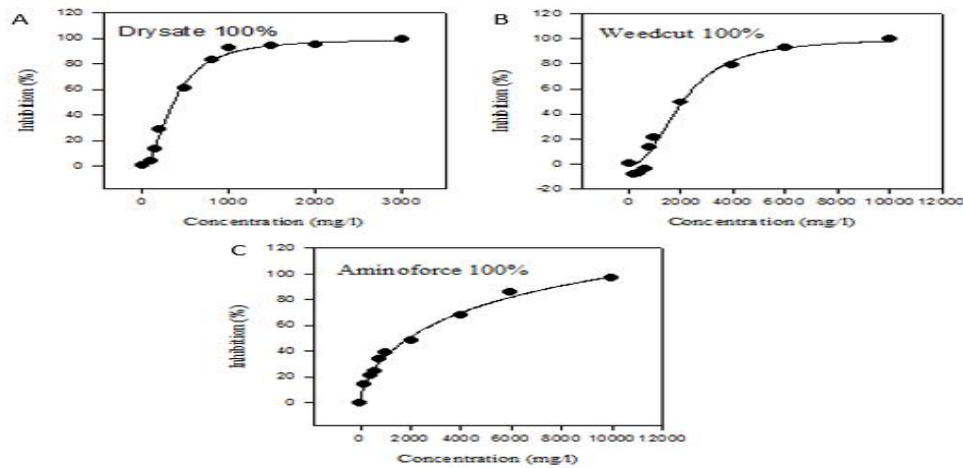 A
Drysate 100%
120
100
80
60
40
20
0
Inhibition (%)
0 1000 2000 3000
Concentration (mg/l)
B
Weedcut 100%
120
100
80
60
40
20
0
-20
Inhibition (%)
0 2000 4000 6000 8000 10000 12000
Concentration (mg/l)
C
Aminoforce 100%
120
100
80
60
40
20
0
Inhibition (%)
0 2000 4000 6000 8000 10000 12000
Concentration (mg/l)